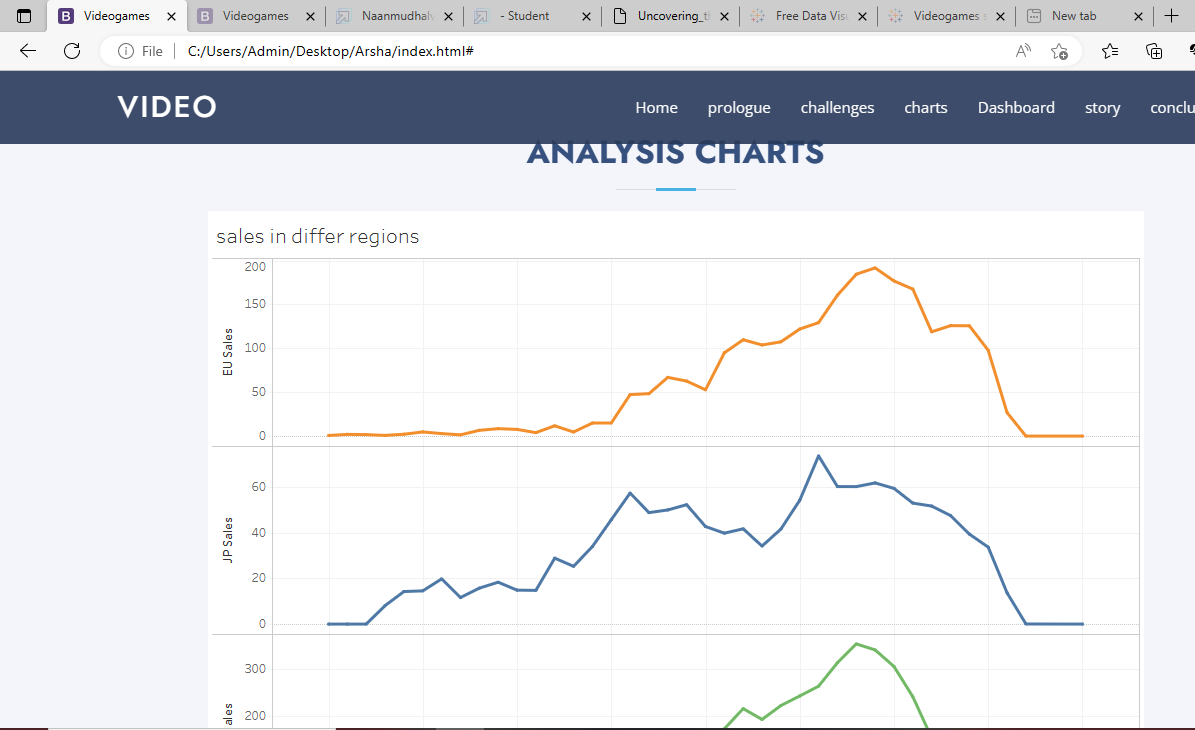 Videogames
Videogames
Naanmudhalv
- Student
Uncovering_th
Free Data Visu
Videogames s
New tab
File
C:/Users/Admin/Desktop/Arsha/index.html#
VIDEO
Home
prologue
challenges
charts
Dashboard
story
conclu
ANALYSIS CHARTS
sales in differ regions
200
150
100
50
0
EU Sales
60
40
20
0
JP Sales
300
200
ales